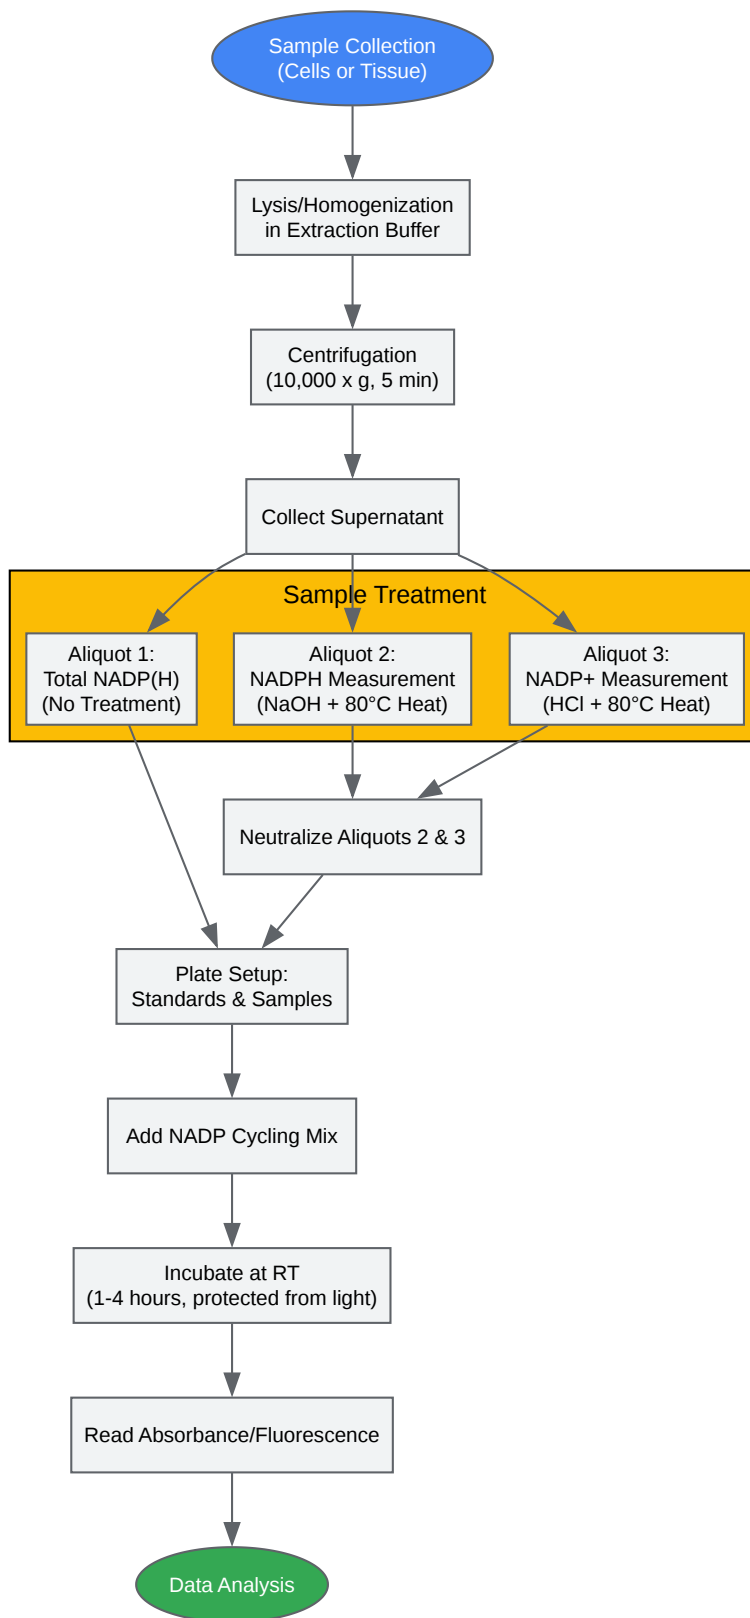 Sample Collection
(Cells or Tissue)
Lysis/Homogenization
in Extraction Buffer
Centrifugation
(10,000 x g, 5 min)
Collect Supernatant
Sample Treatment
Aliquot 1:
Total NADP(H)
(No Treatment)
Aliquot 2:
NADPH Measurement
(NaOH + 80°C Heat)
Aliquot 3:
NADP+ Measurement
(HCl + 80°C Heat)
Neutralize Aliquots 2 & 3
Plate Setup:
Standards & Samples
Add NADP Cycling Mix
Incubate at RT
(1-4 hours, protected from light)
Read Absorbance/Fluorescence
Data Analysis